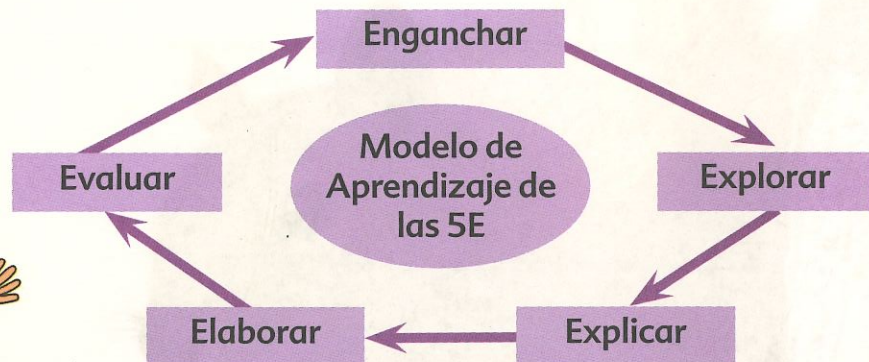 Enganchar
Modelo de
Aprendizaje de
las 5E
Evaluar
Explorar
Elaborar
Explicar